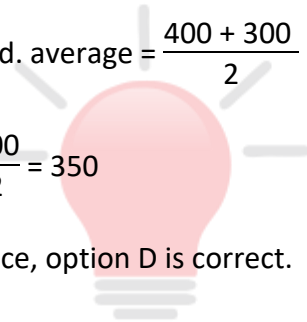 d. average = (400 + 300)/2
00/2 = 350
ce, option D is correct.